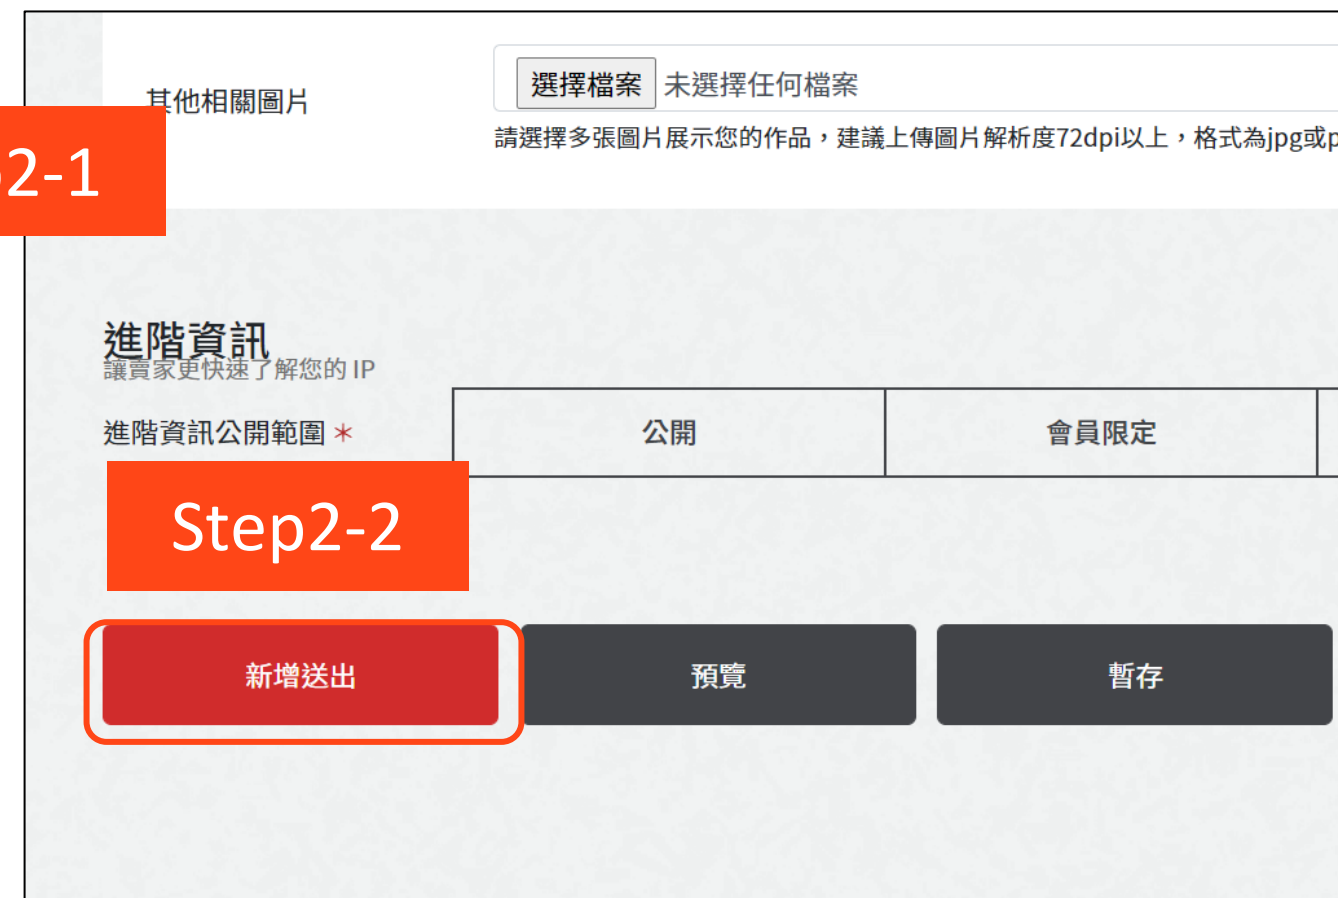 其他相關圖片
選擇檔案 未選擇任何檔案
請選擇多張圖片展示您的作品，建議上傳圖片解析度72dpi以上，格式為jpg或p
2-1
進階資訊
讓賣家更快速了解您的 IP
進階資訊公開範圍 *
公開 會員限定
Step2-2
新增送出 預覽 暫存